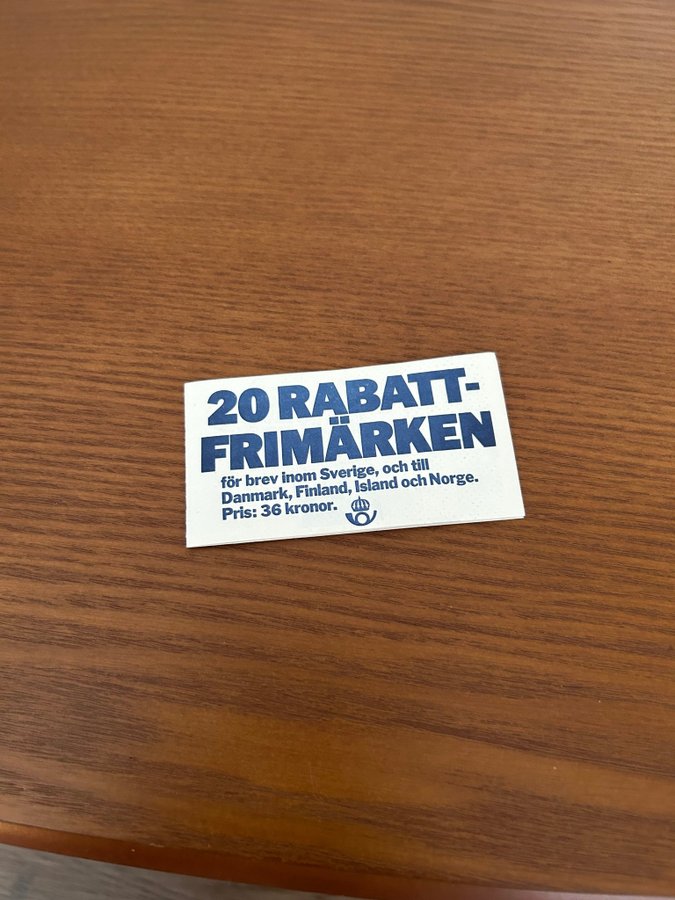 20 RABATT-
FRIMÄRKEN
för brev inom Sverige, och till
Danmark, Finland, Island och Norge.
Pris: 36 kronor.